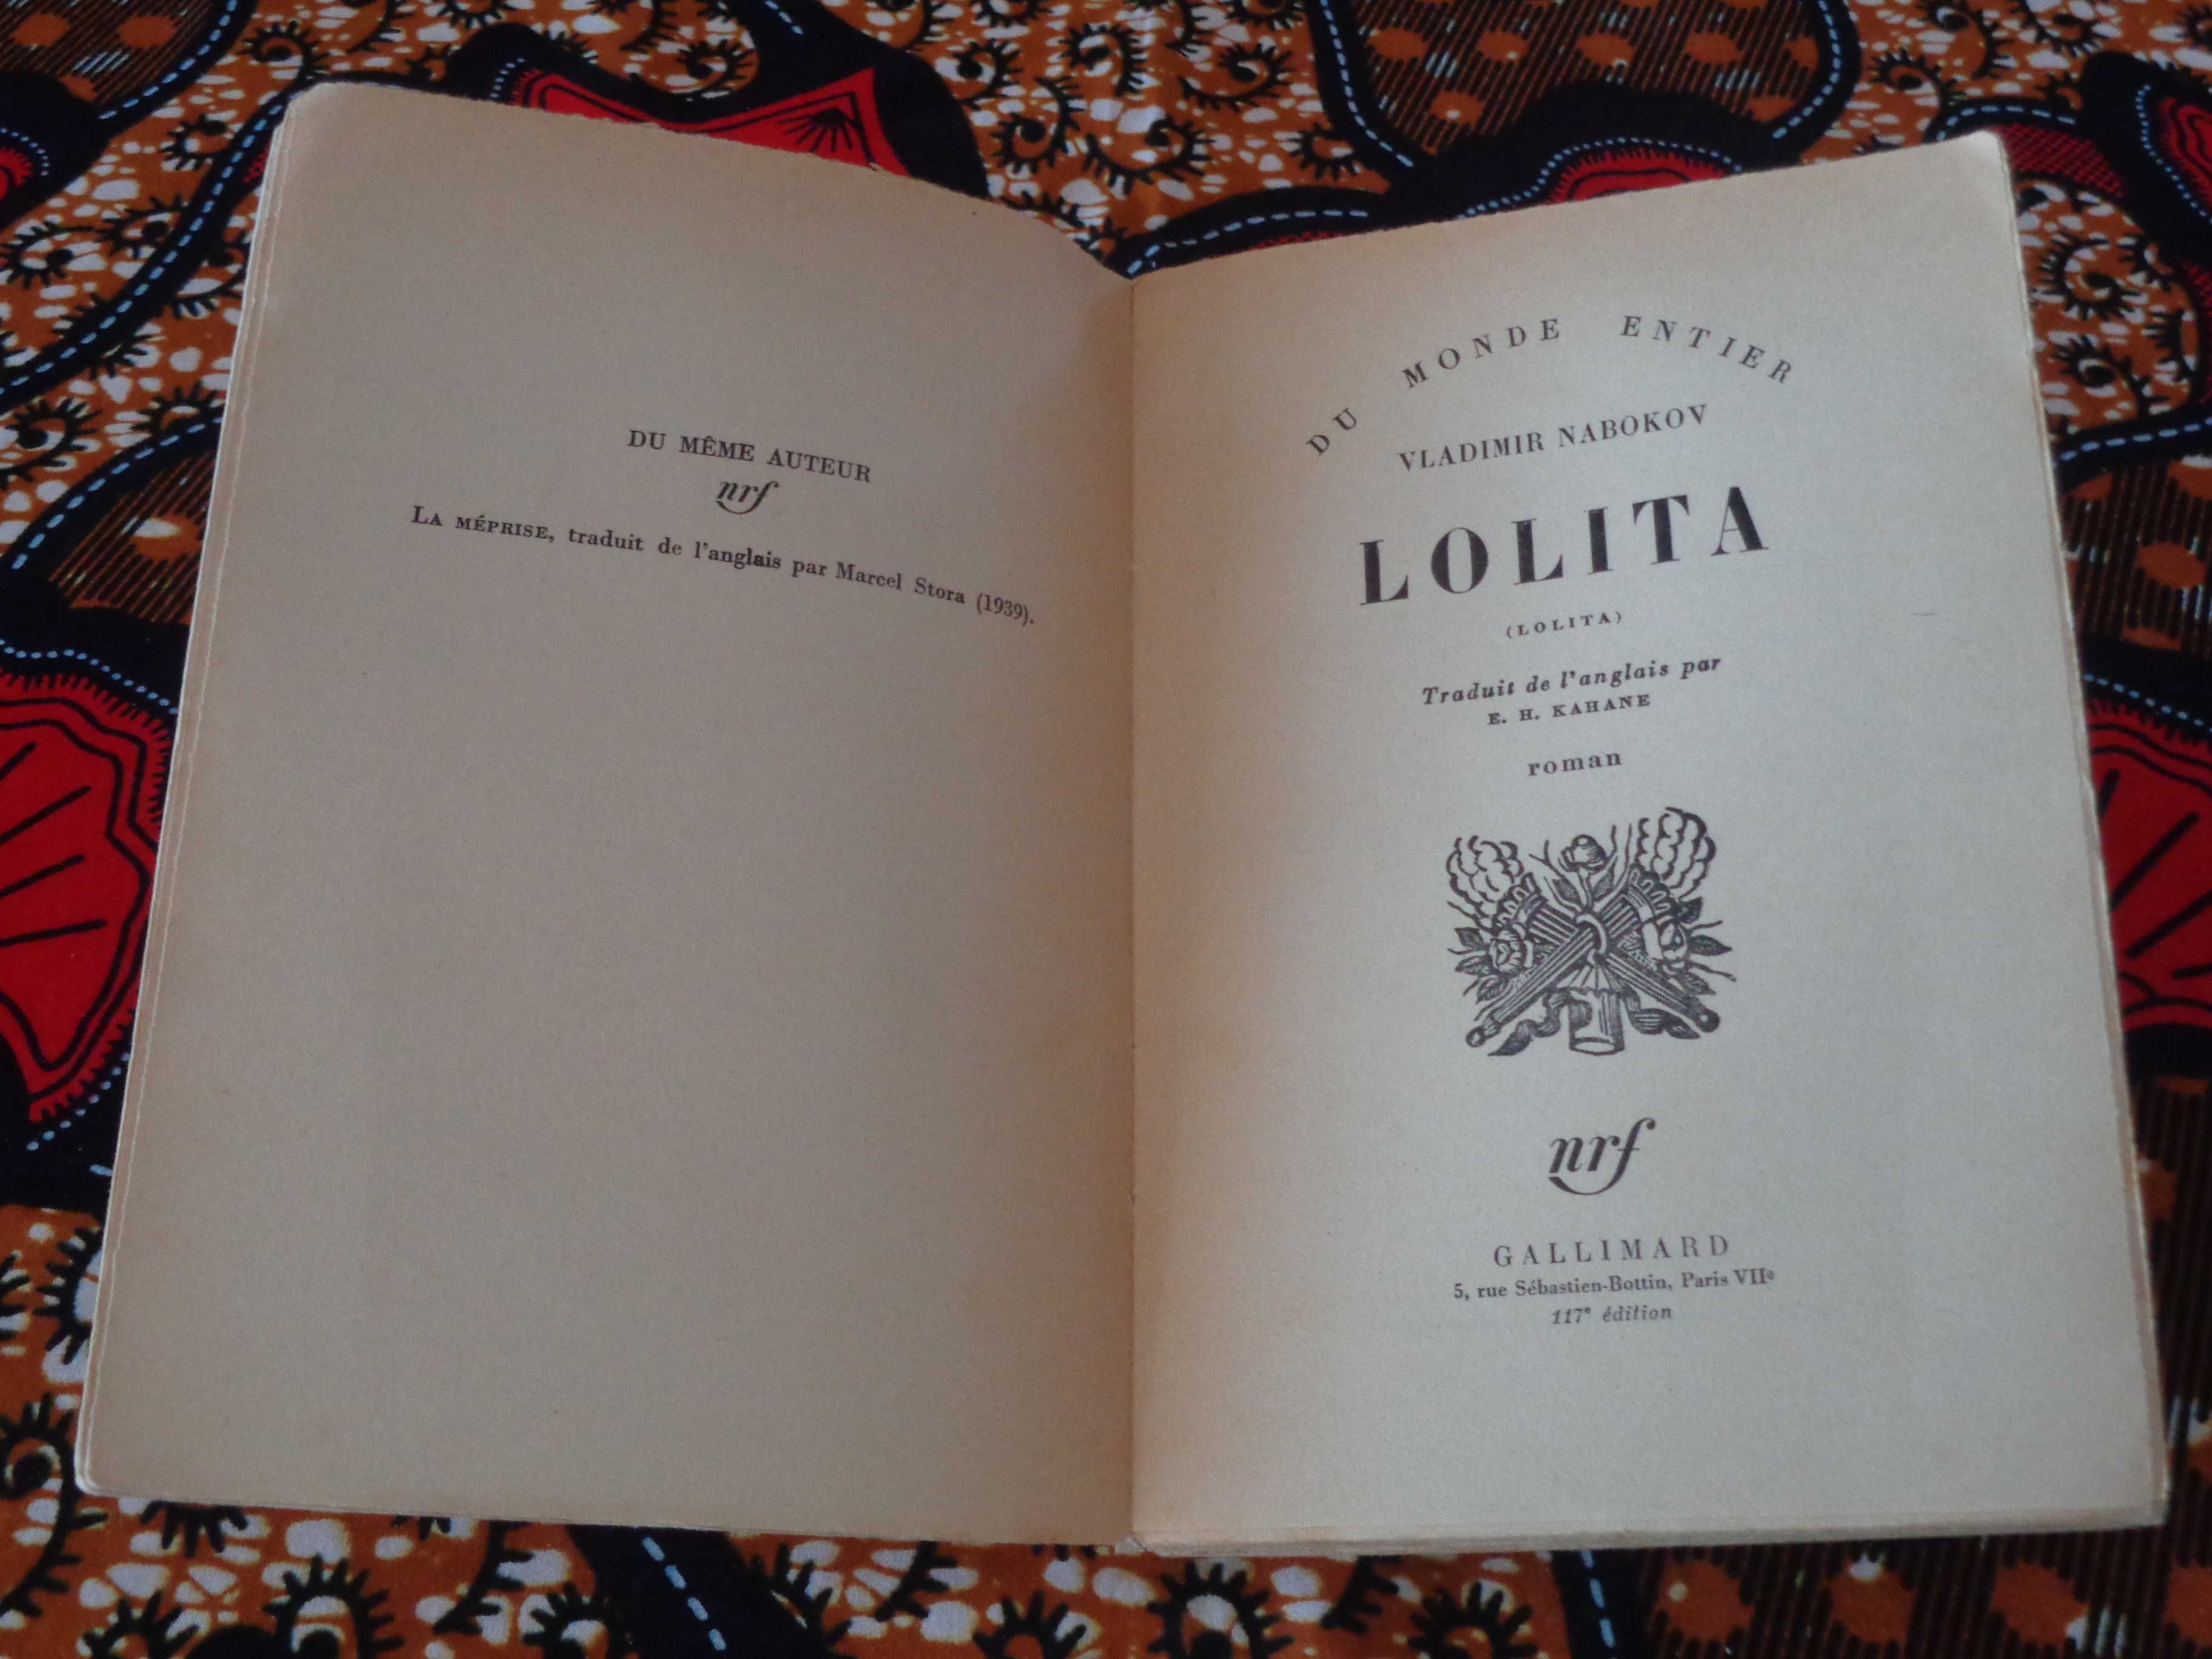 DU MÊME AUTEUR
nrf
LA MÉPRISE, traduit de l'anglais par Marcel Stora (1939).
DU MONDE ENTIER
VLADIMIR NABOKOV
LOLITA
(LOLITA)
Traduit de l'anglais par
E. H. KAHANE
roman
nrf
GALLIMARD
5, rue Sébastien-Bottin, Paris VIIe
117e édition